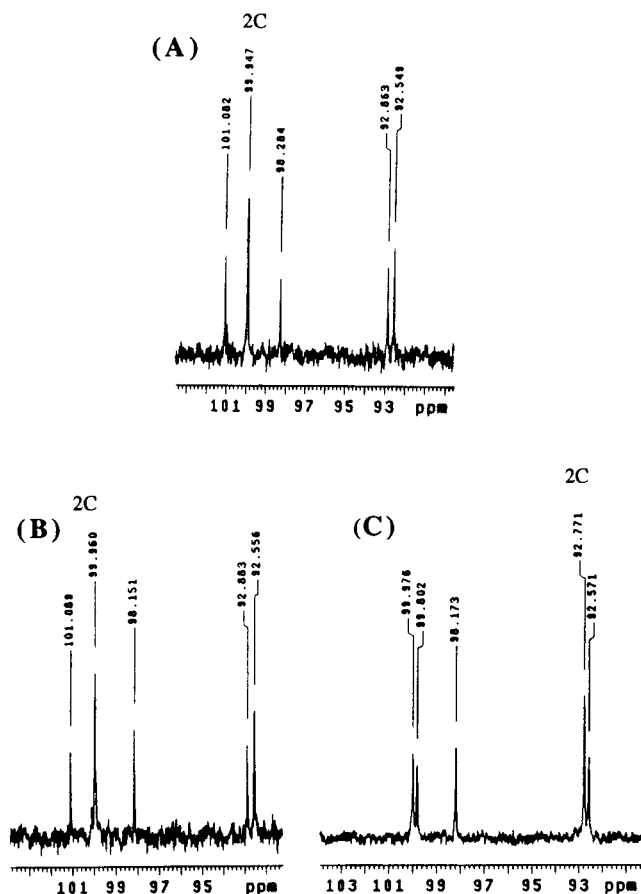 2C
(A)
101.082
99.947
98.284
92.863
92.549
101 99 97 95 93 ppm
2C
(B)
101.089
99.960
98.151
92.883
92.556
101 99 97 95 ppm
2C
(C)
99.976
99.802
98.173
92.771
92.571
103 101 99 97 95 93 ppm